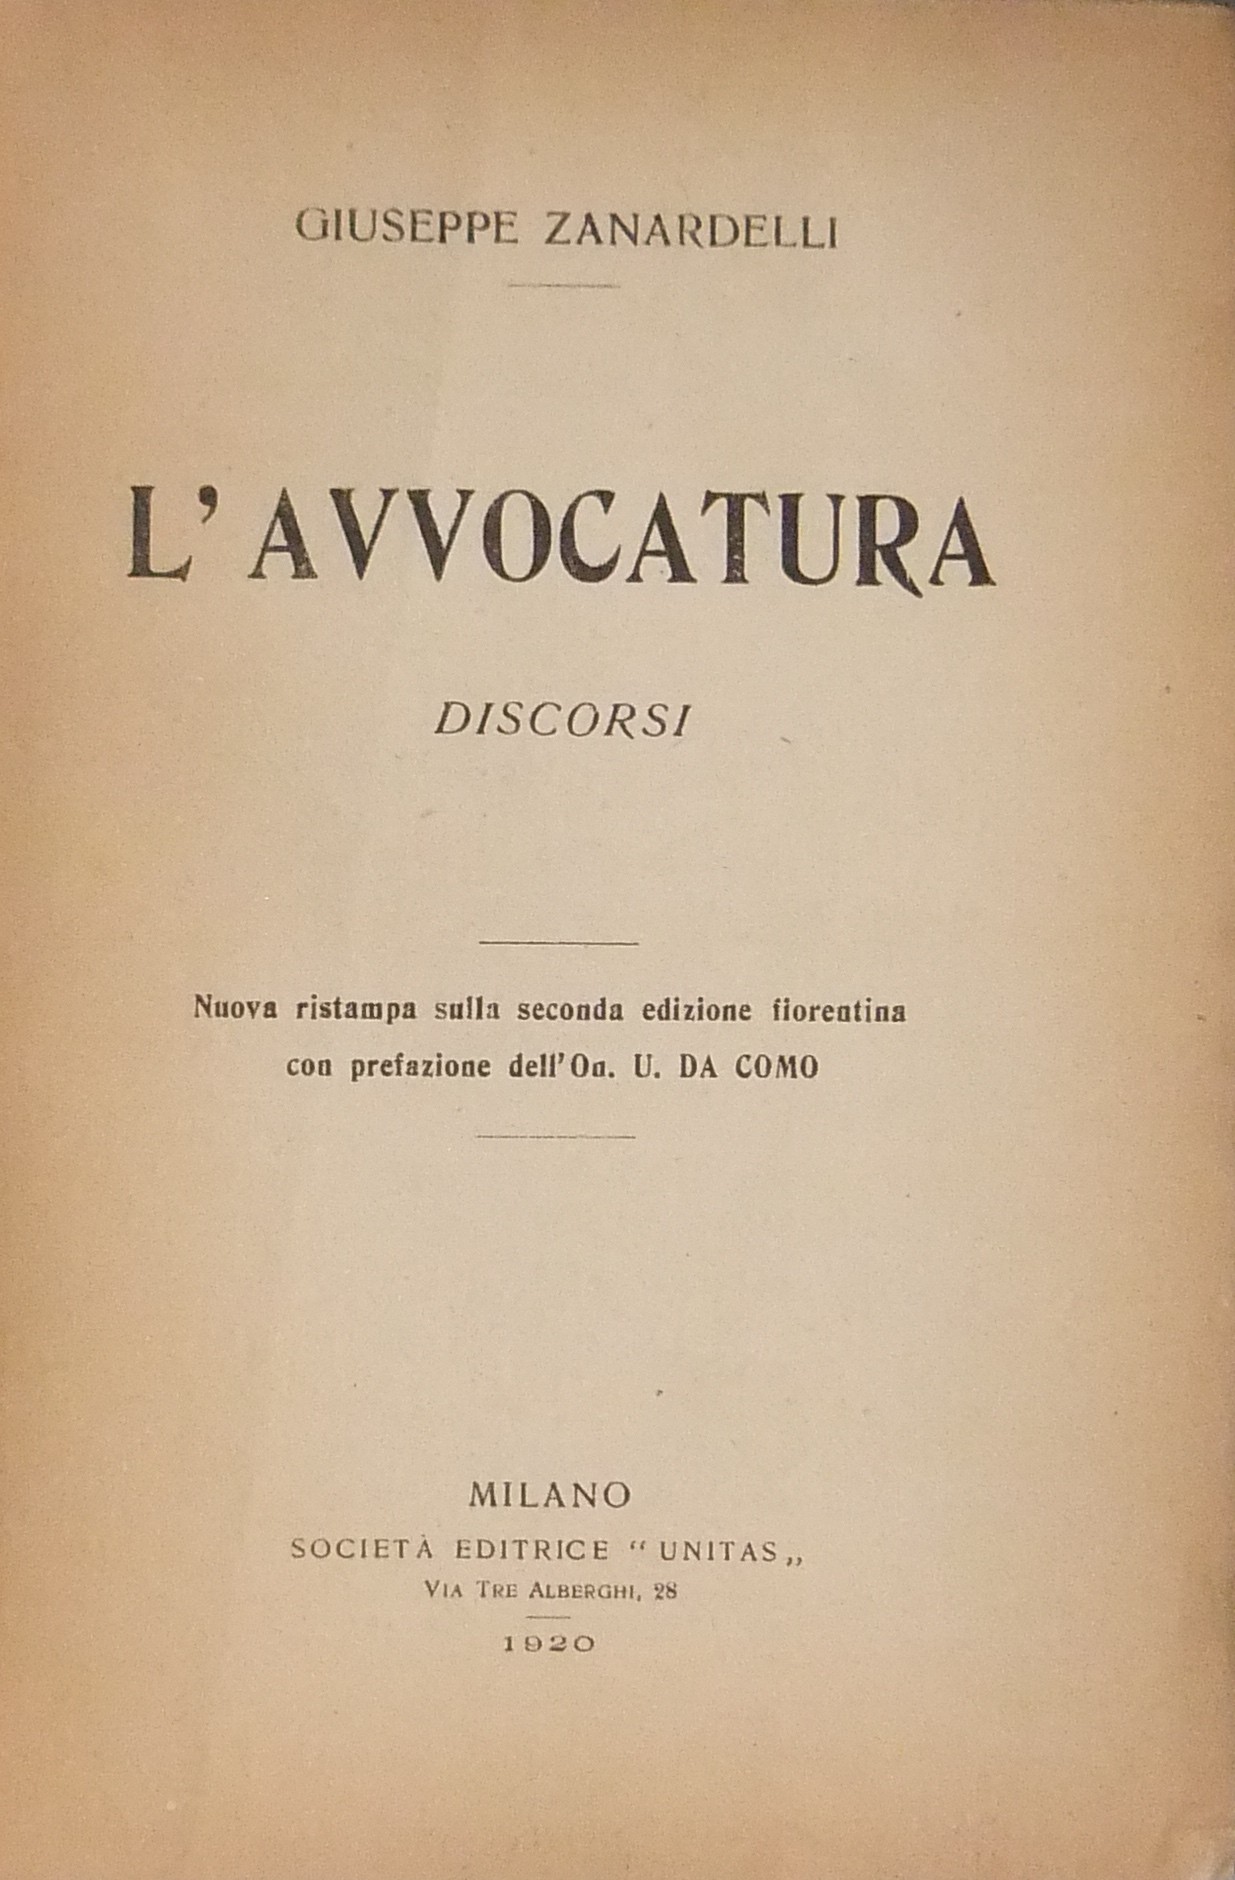 GIUSEPPE ZANARDELLI
L'AVVOCATURA
DISCORSI
Nuova ristampa sulla seconda edizione fiorentina
con prefazione dell'On. U. DA COMO
MILANO
SOCIETÀ EDITRICE “UNITAS„
VIA TRE ALBERGHI, 28
1920